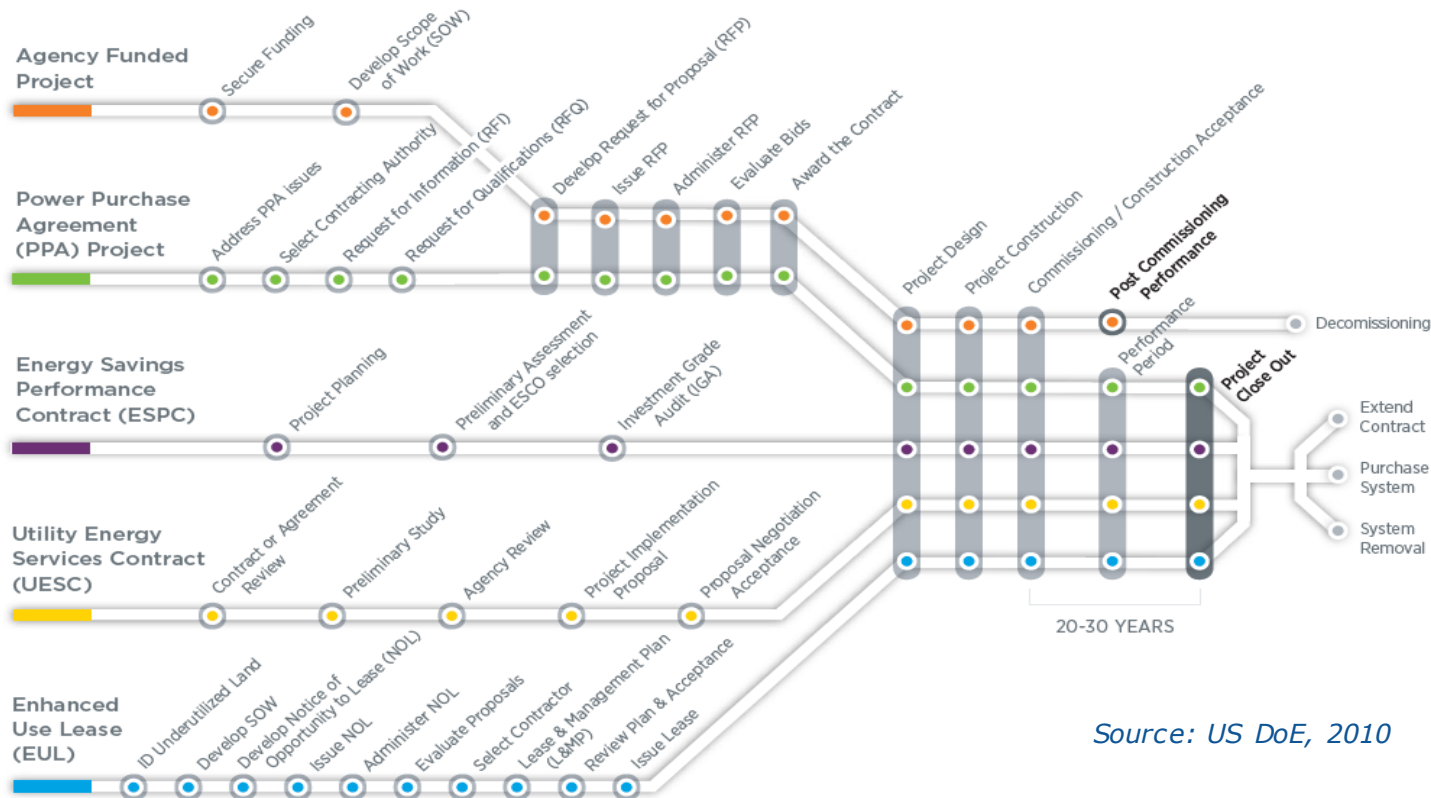 Agency Funded
Project
Secure Funding
Develop Scope
of Work (SOW)
Power Purchase
Agreement
(PPA) Project
Address PPA issues
Select Contracting Authority
Request for Information (RFI)
Request for Qualifications (RFQ)
Develop Request for Proposal (RFP)
Issue RFP
Administer RFP
Evaluate Bids
Award the Contract
Energy Savings
Performance
Contract (ESPC)
Project Planning
Preliminary Assessment
and ESCO selection
Investment Grade
Audit (IGA)
Utility Energy
Services Contract
(UESC)
Contract or Agreement
Review
Preliminary Study
Agency Review
Project Implementation
Proposal
Proposal Negotiation
Acceptance
Enhanced
Use Lease
(EUL)
ID Underutilized Land
Develop SOW
Develop Notice of
Opportunity to Lease (NOL)
Issue NOL
Administer NOL
Evaluate Proposals
Select Contractor
Lease & Management Plan
(L&MP)
Review Plan & Acceptance
Issue Lease
Project Design
Project Construction
Commissioning / Construction Acceptance
Post Commissioning
Performance
Performance
Period
Project
Close Out
Decomissioning
Extend
Contract
Purchase
System
System
Removal
20-30 YEARS
Source: US DoE, 2010